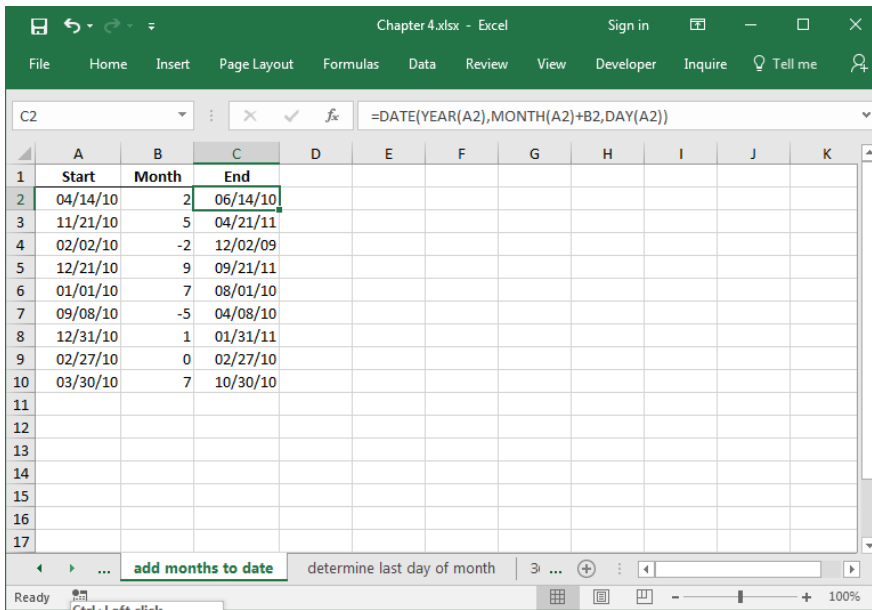 Chapter 4.xlsx - Excel Sign in
File Home Insert Page Layout Formulas Data Review View Developer Inquire Tell me
C2 fx =DATE(YEAR(A2),MONTH(A2)+B2,DAY(A2))
A B C D E F G H I J K
1 Start Month End
2 04/14/10 2 06/14/10
3 11/21/10 5 04/21/11
4 02/02/10 -2 12/02/09
5 12/21/10 9 09/21/11
6 01/01/10 7 08/01/10
7 09/08/10 -5 04/08/10
8 12/31/10 1 01/31/11
9 02/27/10 0 02/27/10
10 03/30/10 7 10/30/10
11
12
13
14
15
16
17
... add months to date determine last day of month ...
Ready 100%
Ctrl+Left click